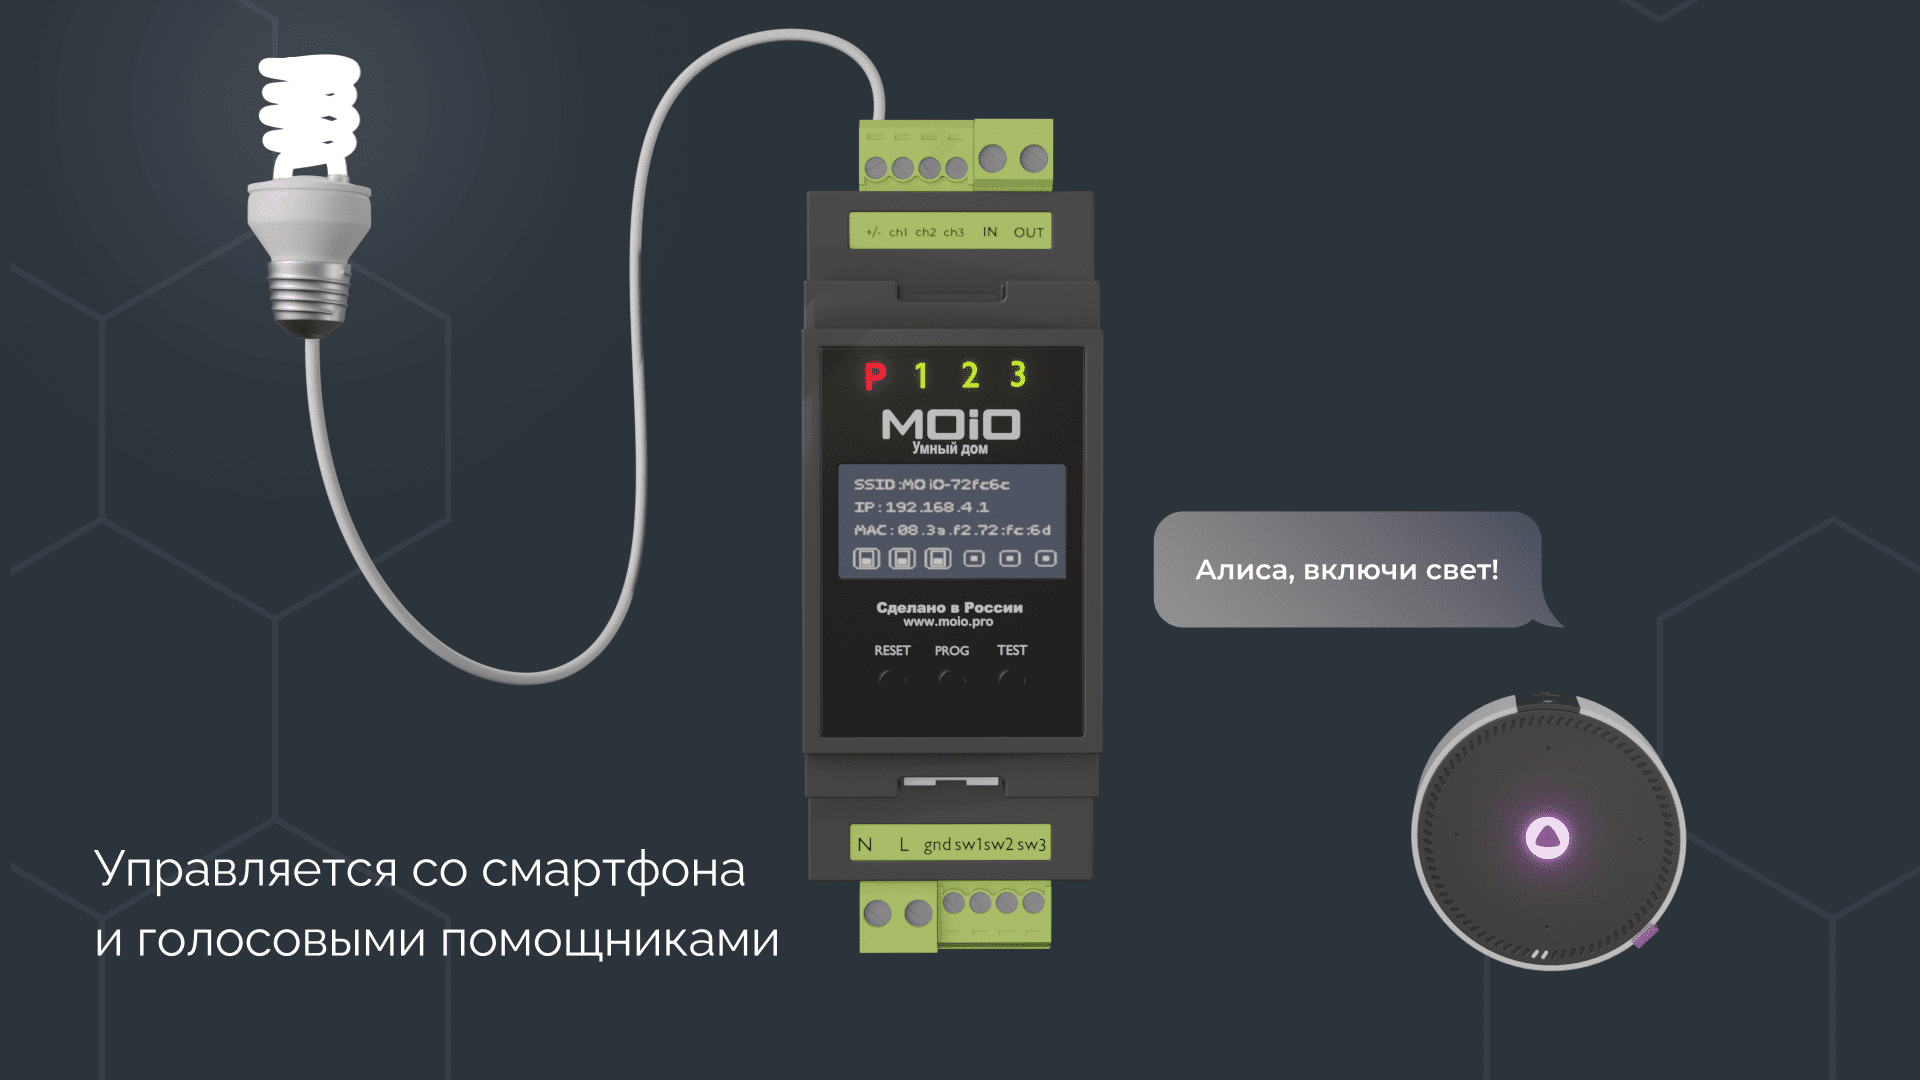 +/- ch1 ch2 ch3 IN OUT
P 1 2 3
MOiO
Умный дом
SSID:MOiO-72fc6c
IP:192.168.4.1
MAC:08.3a.f2.72:fc:6d
Сделано в России
www.moio.pro
RESET PROG TEST
Алиса, включи свет!
N L gnd sw1 sw2 sw3
Управляется со смартфона
и голосовыми помощниками